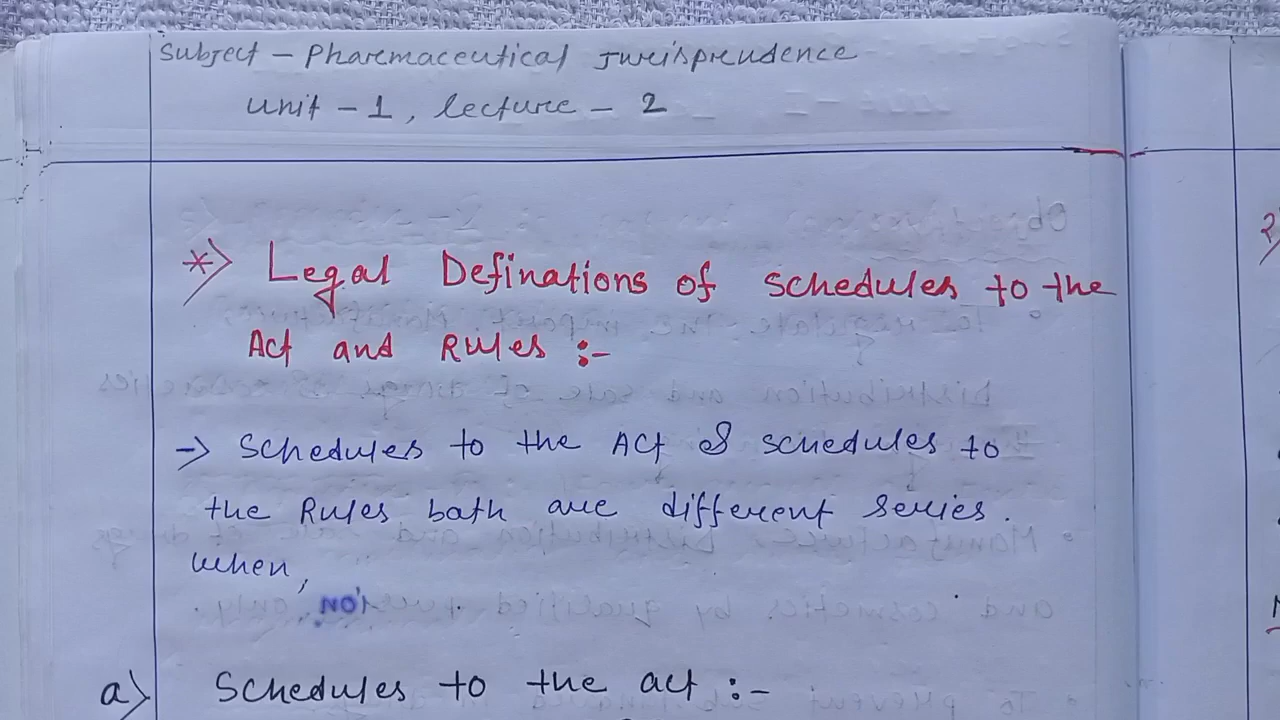 Subject - Pharmaceutical Jurisprudence
Unit - 1, lecture - 2
*) Legal Definations of schedules to the
Act and Rules :-
-> Schedules to the Act & schedules to
the Rules bath are different series.
When,
a) Schedules to the act :-